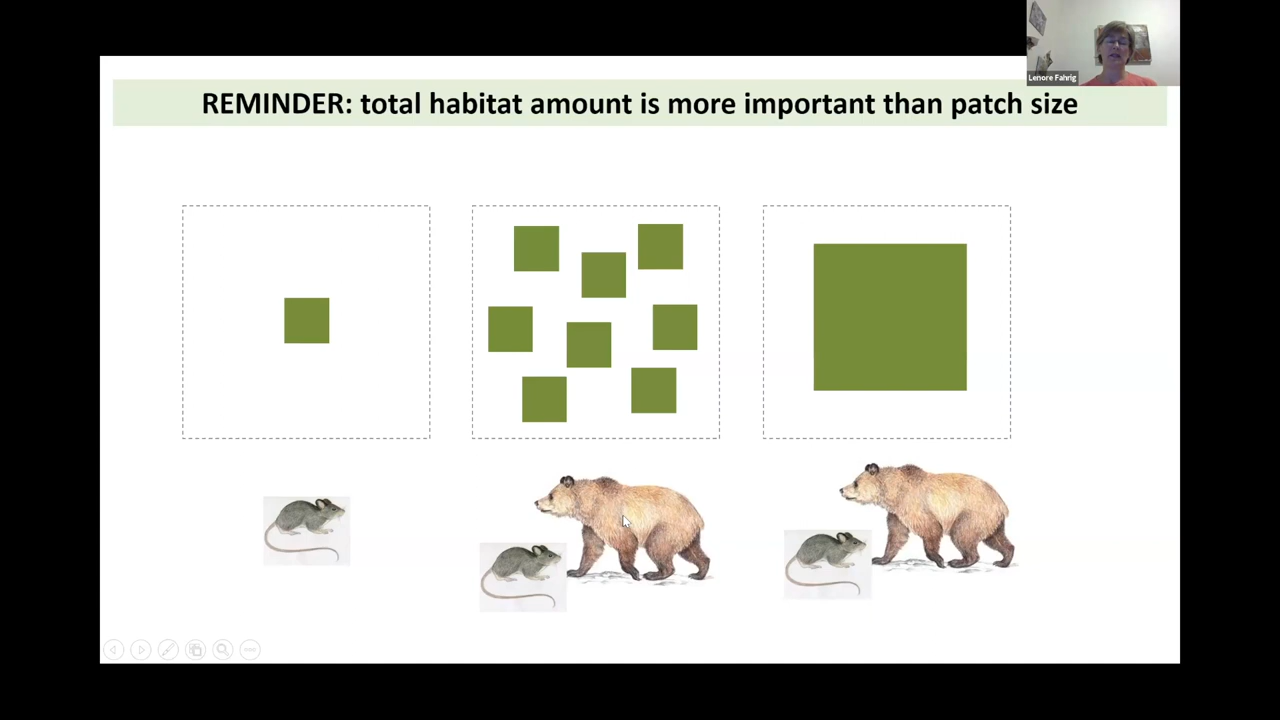 Lenore Fahrig
REMINDER: total habitat amount is more important than patch size